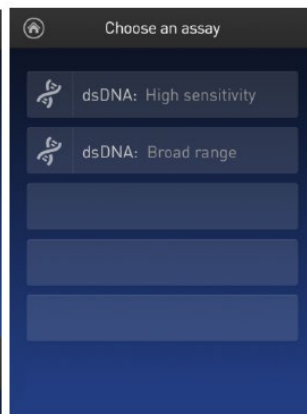 Choose an assay
dsDNA: High sensitivity
dsDNA: Broad range